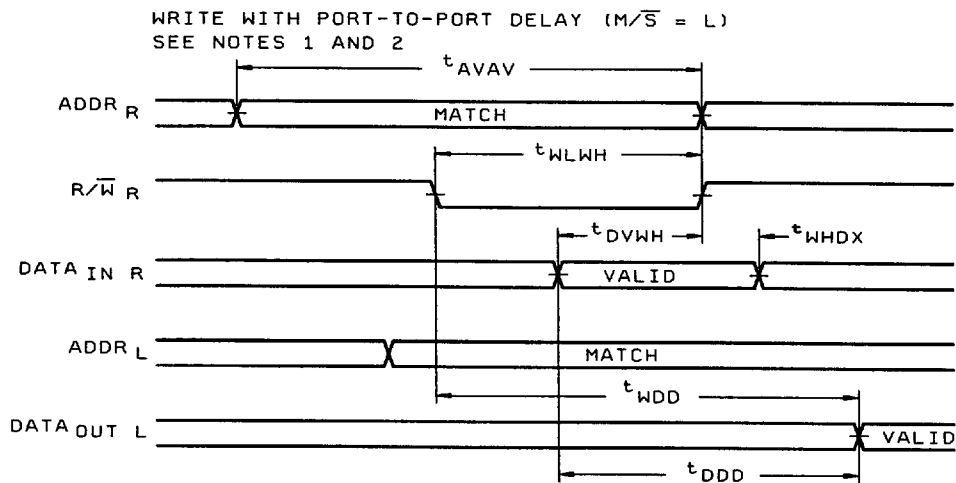 WRITE WITH PORT-TO-PORT DELAY (M/S̅ = L)
SEE NOTES 1 AND 2
tAVAV
ADDR R
MATCH
tWLWH
R/W̅ R
tDVWH
tWHDX
DATA IN R
VALID
ADDR L
MATCH
tWDD
DATA OUT L
VALID
tDDD